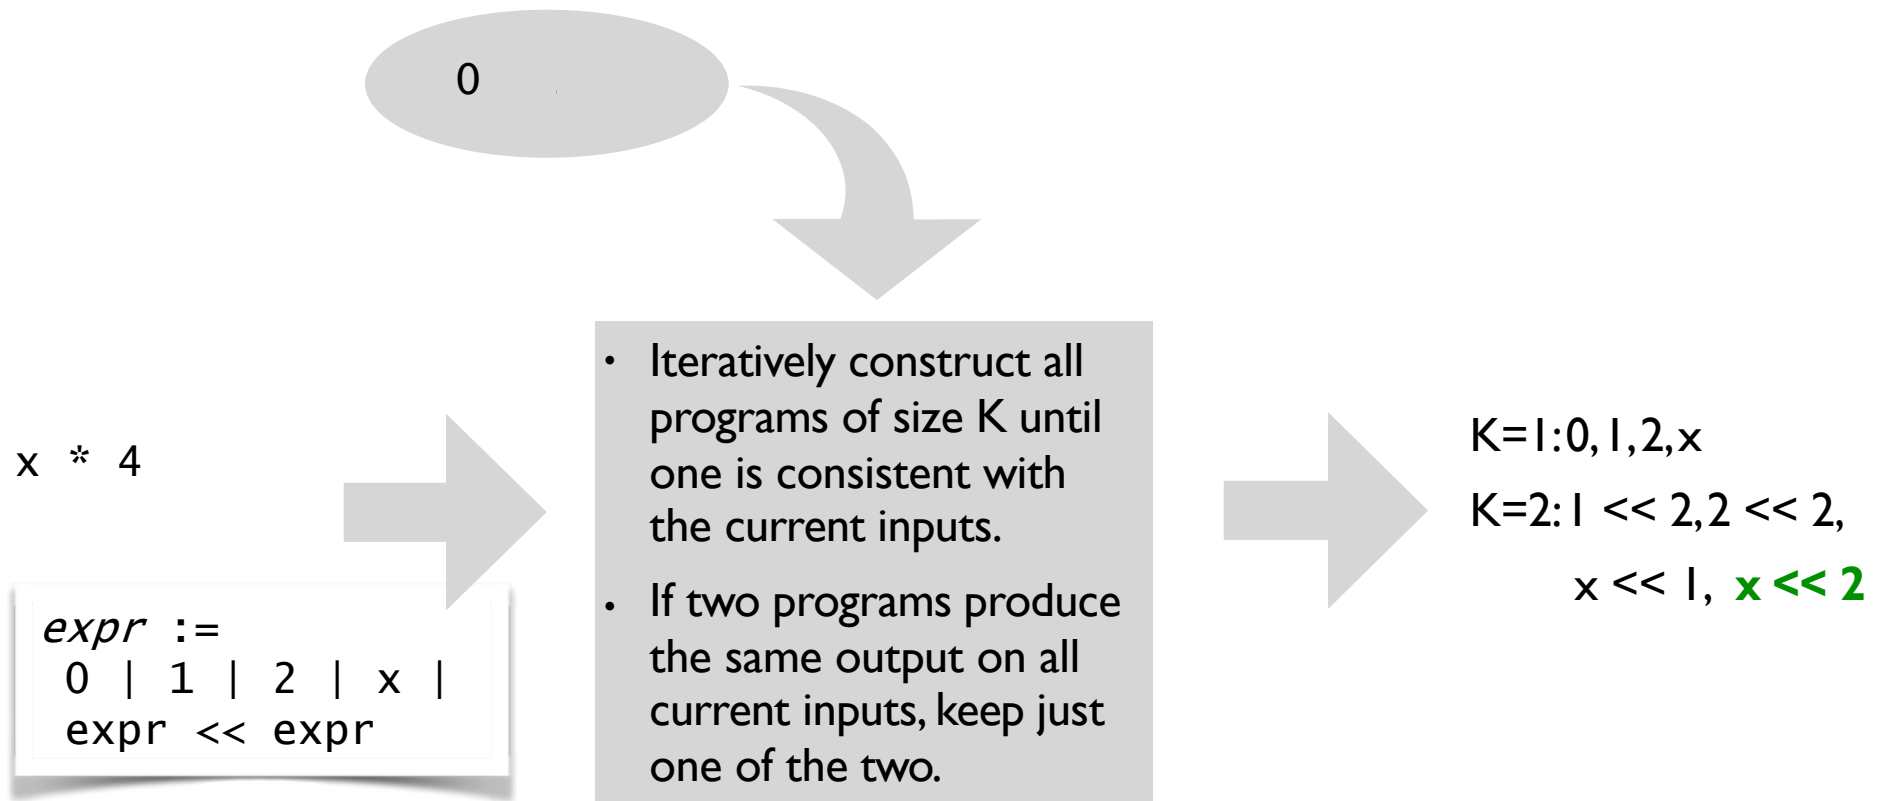 0
x * 4
expr :=
0 | 1 | 2 | x |
expr << expr
• Iteratively construct all
programs of size K until
one is consistent with
the current inputs.
• If two programs produce
the same output on all
current inputs, keep just
one of the two.
K=1:0, 1, 2, x
K=2: 1 << 2, 2 << 2,
x << 1, x << 2